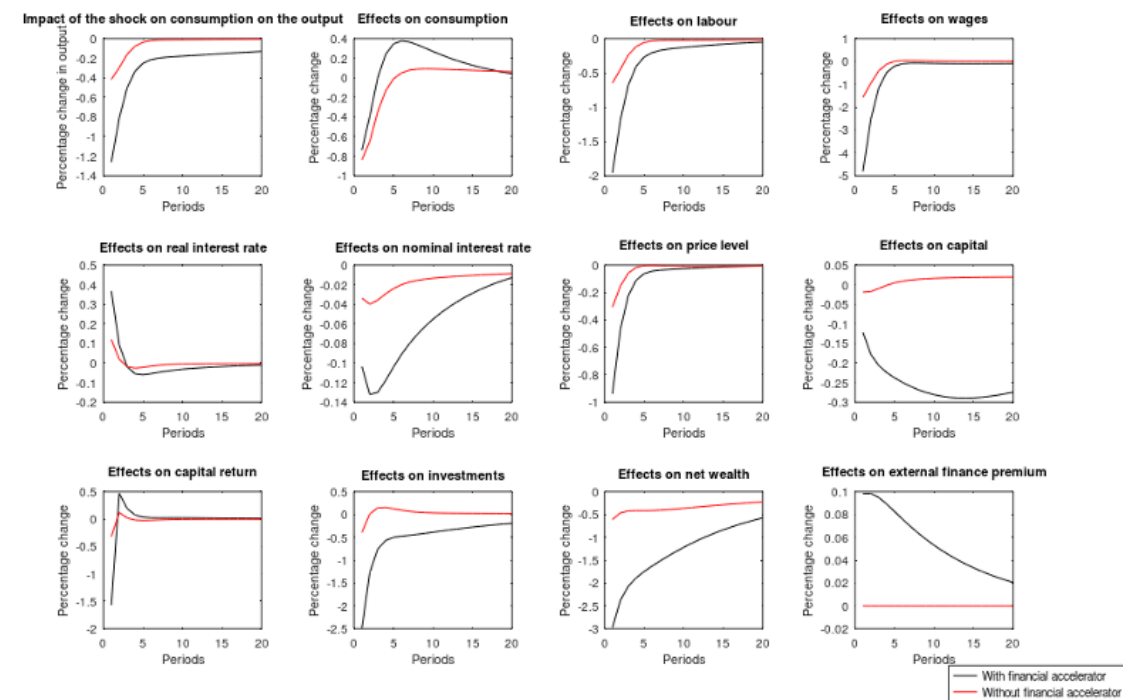 Impact of the shock on consumption on the output
Effects on consumption
Effects on labour
Effects on wages
Percentage change in output
0
-0.2
-0.4
-0.6
-0.8
-1
-1.2
-1.4
0 5 10 15 20
Periods
Percentage change
0.4
0.2
0
-0.2
-0.4
-0.6
-0.8
-1
0 5 10 15 20
Periods
Percentage change
0
-0.5
-1
-1.5
-2
0 5 10 15 20
Periods
Percentage change
1
0
-1
-2
-3
-4
-5
0 5 10 15 20
Periods
Effects on real interest rate
Effects on nominal interest rate
Effects on price level
Effects on capital
Percentage change
0.5
0.4
0.3
0.2
0.1
0
-0.1
-0.2
0 5 10 15 20
Periods
Percentage change
0
-0.02
-0.04
-0.06
-0.08
-0.1
-0.12
-0.14
0 5 10 15 20
Periods
Percentage change
0
-0.2
-0.4
-0.6
-0.8
-1
0 5 10 15 20
Periods
Percentage change
0.05
0
-0.05
-0.1
-0.15
-0.2
-0.25
-0.3
0 5 10 15 20
Periods
Effects on capital return
Effects on investments
Effects on net wealth
Effects on external finance premium
Percentage change
0.5
0
-0.5
-1
-1.5
-2
0 5 10 15 20
Periods
Percentage change
0.5
0
-0.5
-1
-1.5
-2
-2.5
0 5 10 15 20
Periods
Percentage change
0
-0.5
-1
-1.5
-2
-2.5
-3
0 5 10 15 20
Periods
Percentage change
0.1
0.08
0.06
0.04
0.02
0
-0.02
0 5 10 15 20
Periods
With financial accelerator
Without financial accelerator